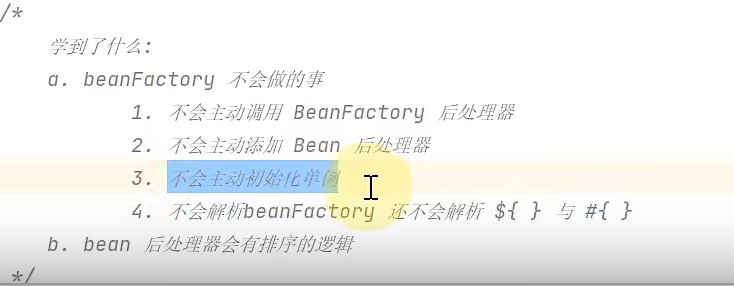 /*
学到了什么:
a. beanFactory 不会做的事
1. 不会主动调用 BeanFactory 后处理器
2. 不会主动添加 Bean 后处理器
3. 不会主动初始化单例
4. 不会解析beanFactory 还不会解析 ${ } 与 #{ }
b. bean 后处理器会有排序的逻辑
*/